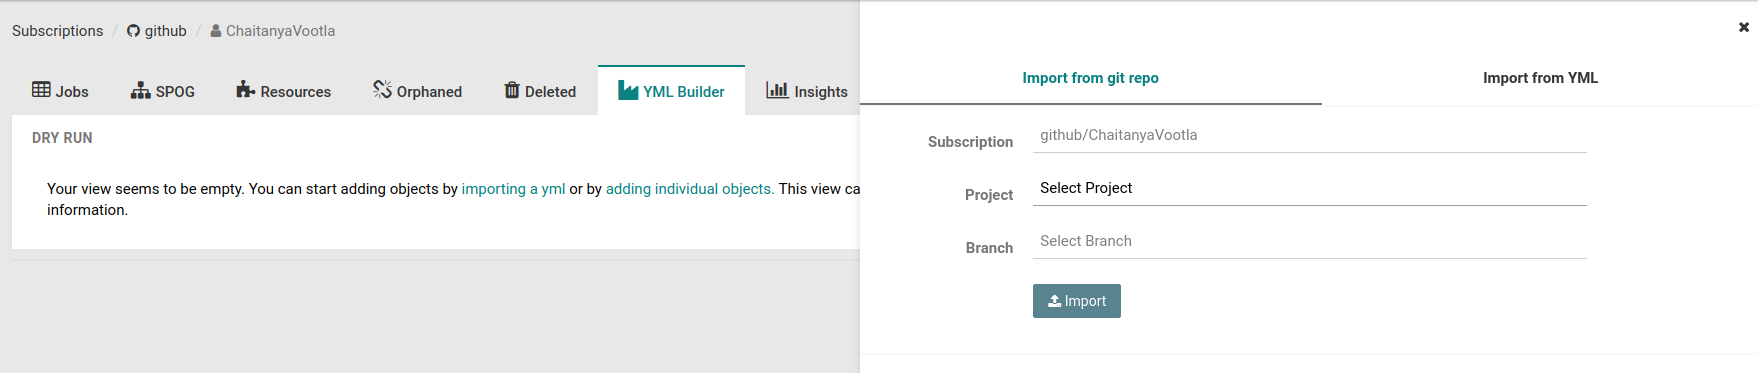 Subscriptions / github / ChaitanyaVootla
Jobs SPOG Resources Orphaned Deleted YML Builder Insights
DRY RUN
Your view seems to be empty. You can start adding objects by importing a yml or by adding individual objects. This view ca
information.
Import from git repo Import from YML
Subscription github/ChaitanyaVootla
Project Select Project
Branch Select Branch
Import